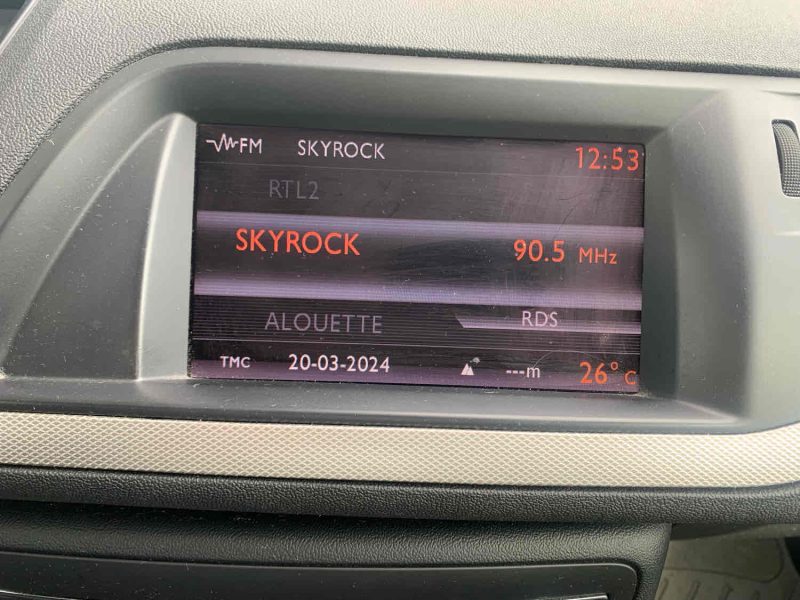 FM SKYROCK 12:53
RTL2
SKYROCK 90.5 MHz
ALOUETTE RDS
TMC 20-03-2024 ---m 26° C